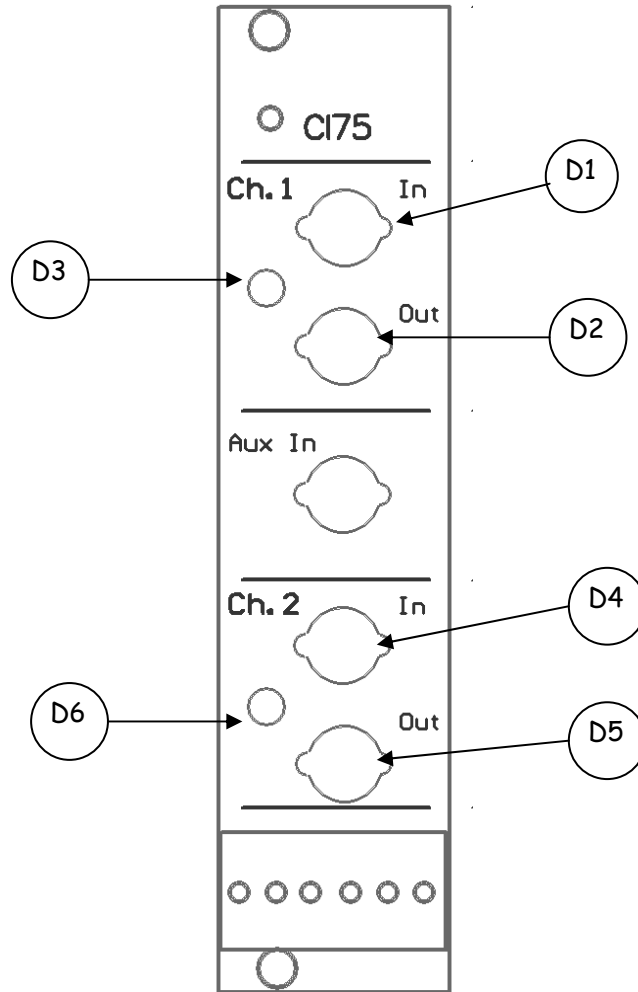 CI75
Ch.1 In
D1
D3
Out
D2
Aux In
Ch.2 In
D4
D6
Out
D5